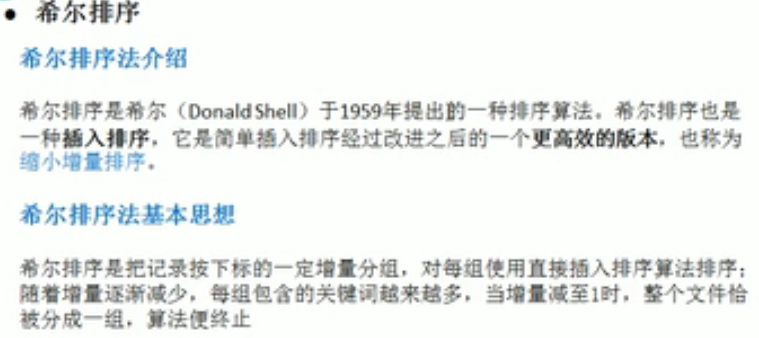 ● 希尔排序
希尔排序法介绍
希尔排序是希尔（Donald Shell）于1959年提出的一种排序算法。希尔排序也是
一种插入排序，它是简单插入排序经过改进之后的一个更高效的版本，也称为
缩小增量排序。
希尔排序法基本思想
希尔排序是把记录按下标的一定增量分组，对每组使用直接插入排序算法排序；
随着增量逐渐减少，每组包含的关键词越来越多，当增量减至1时，整个文件恰
被分成一组，算法便终止